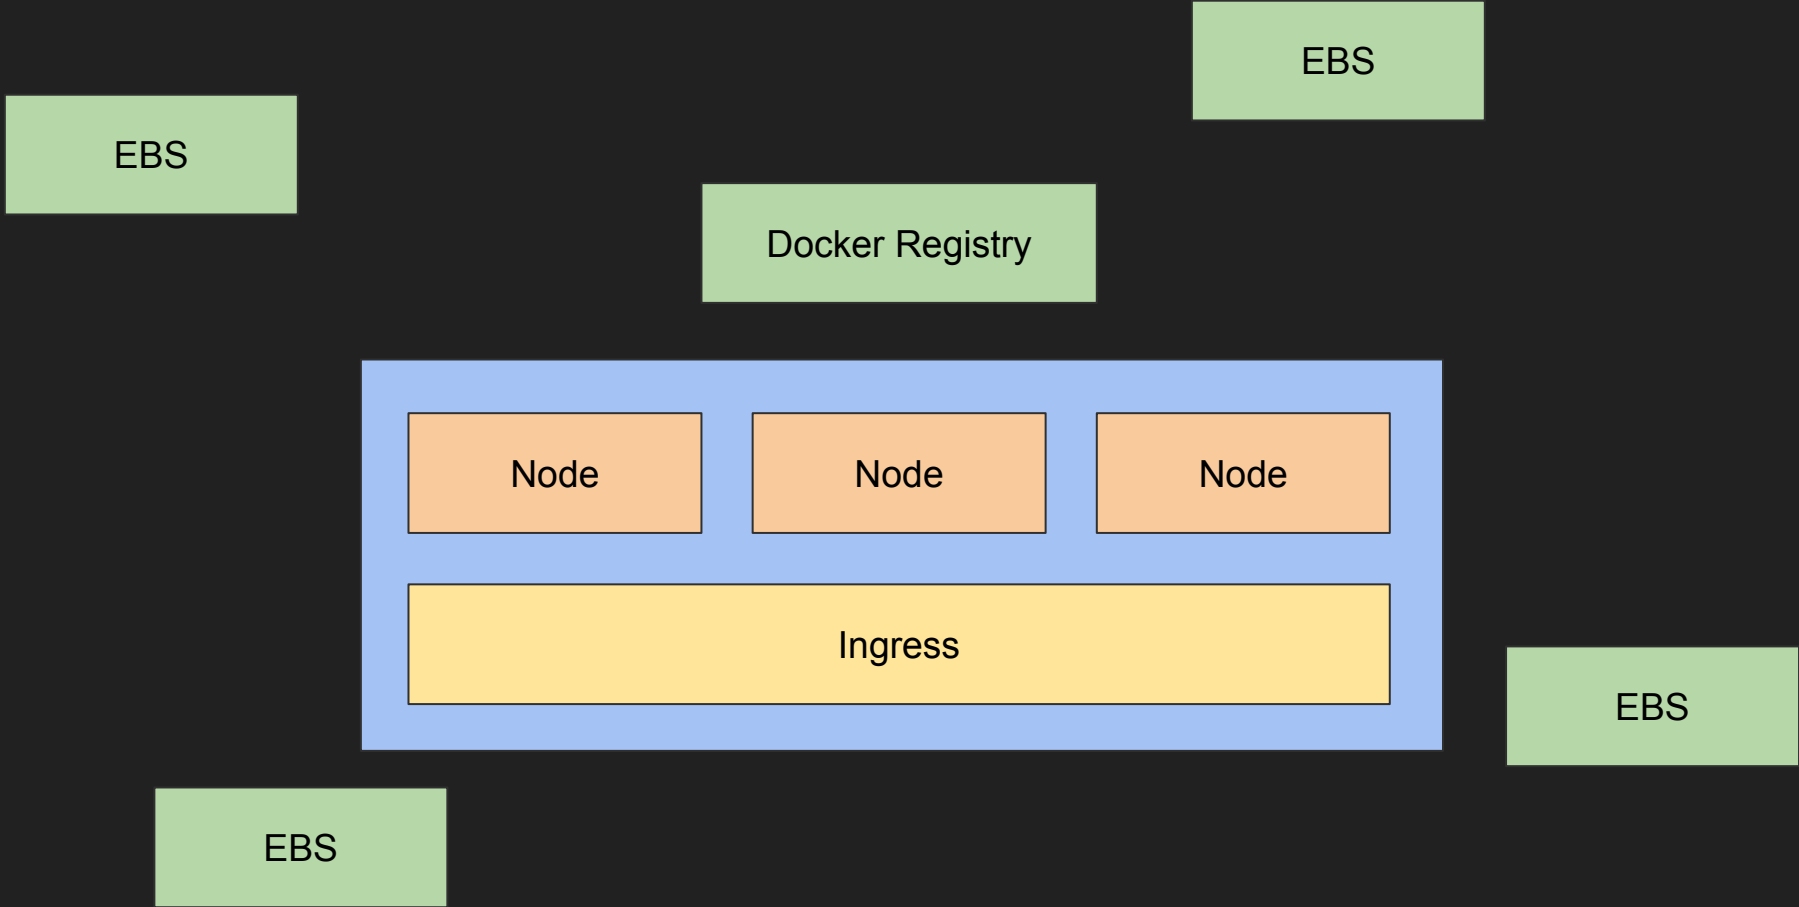 EBS
EBS
Docker Registry
Node
Node
Node
Ingress
EBS
EBS